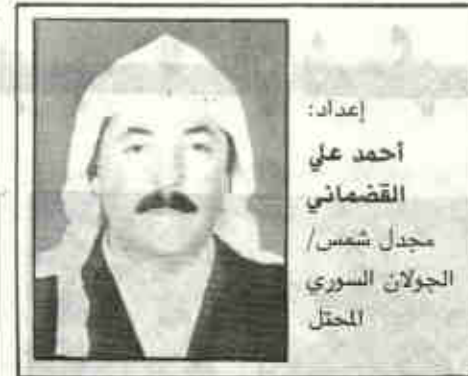 إعداد:
أحمد علي
القضماني
مجدل شمس/
الجولان السوري
المحتل